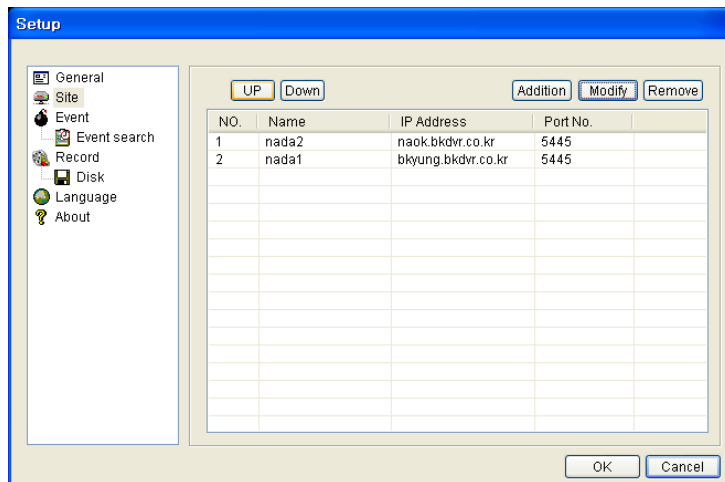 Setup
General
Site
Event
Event search
Record
Disk
Language
About
UP Down Addition Modify Remove
NO. Name IP Address Port No.
1 nada2 naok.bkdvr.co.kr 5445
2 nada1 bkyung.bkdvr.co.kr 5445
OK Cancel